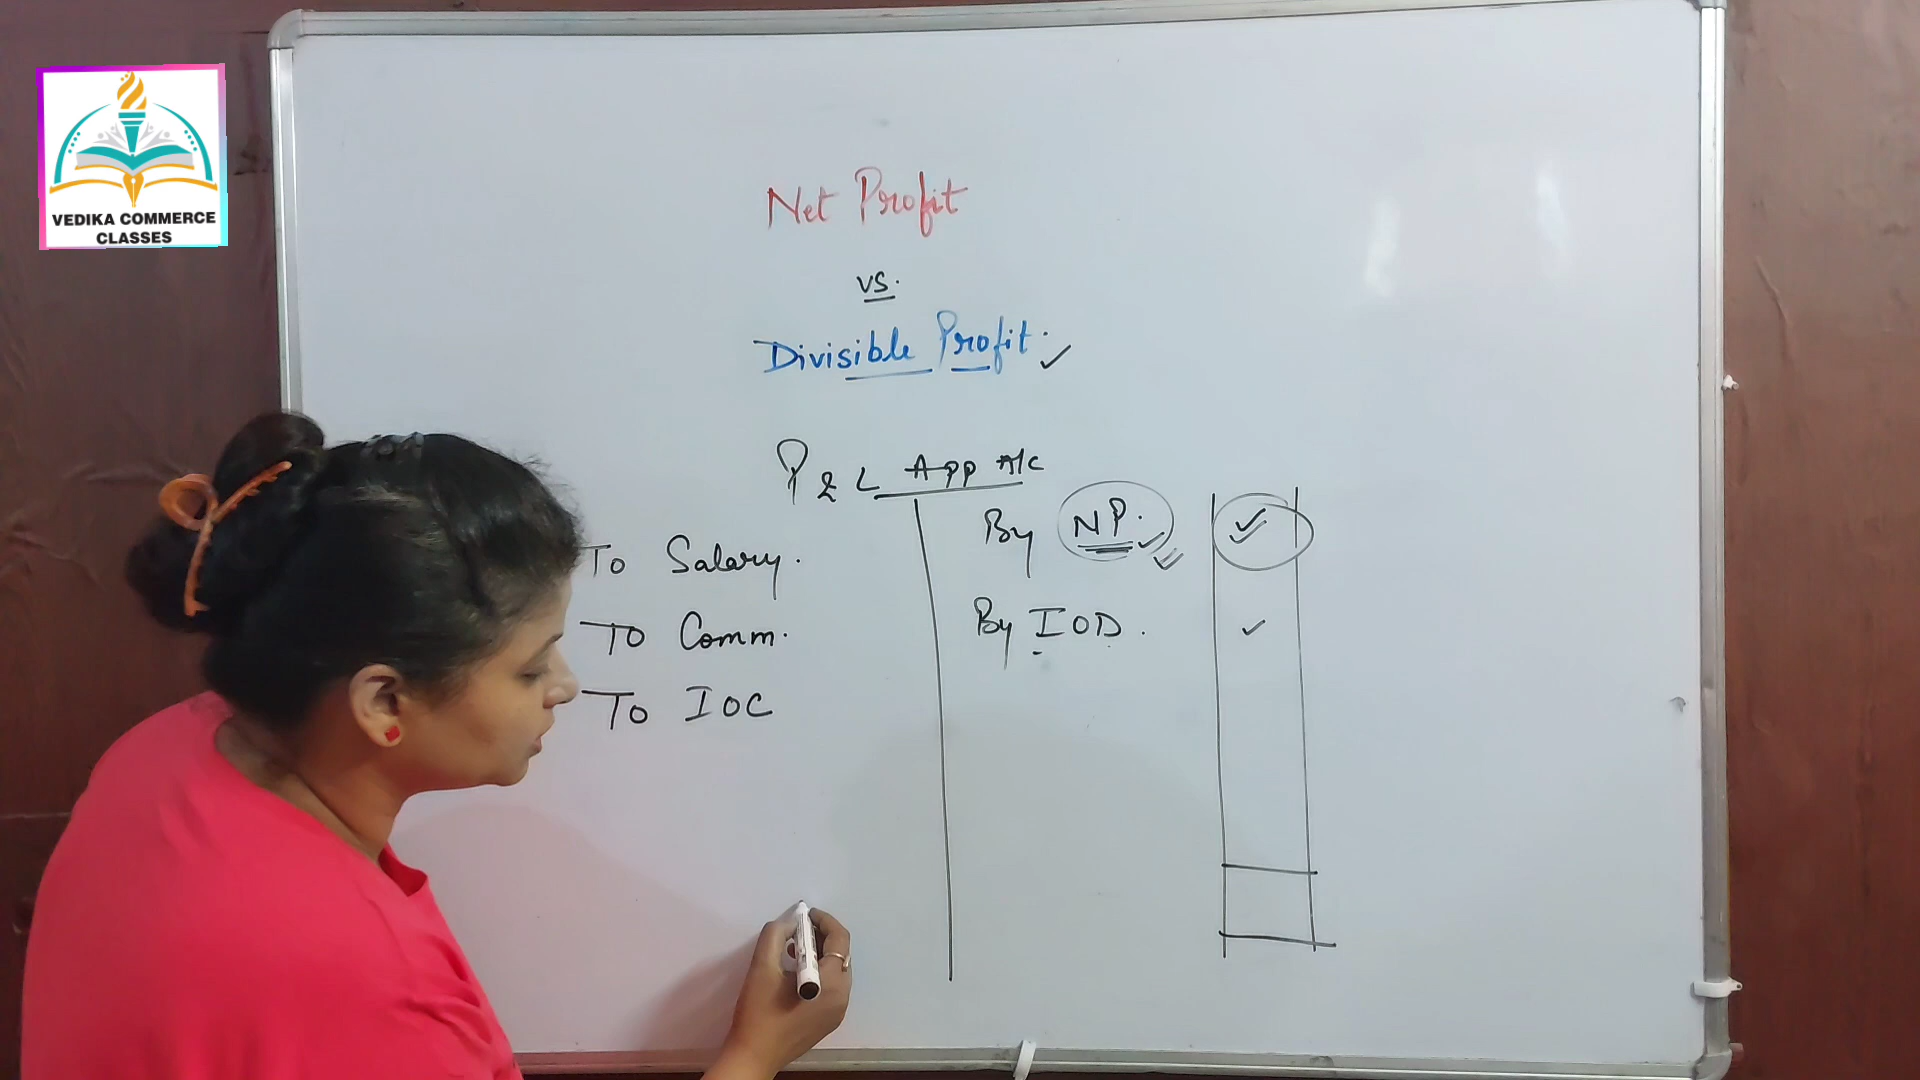 VEDIKA COMMERCE
CLASSES
Net Profit
vs.
Divisible Profit.
P & L App A/c
To Salary.
To Comm.
To IOC
By NP.
By IOD.